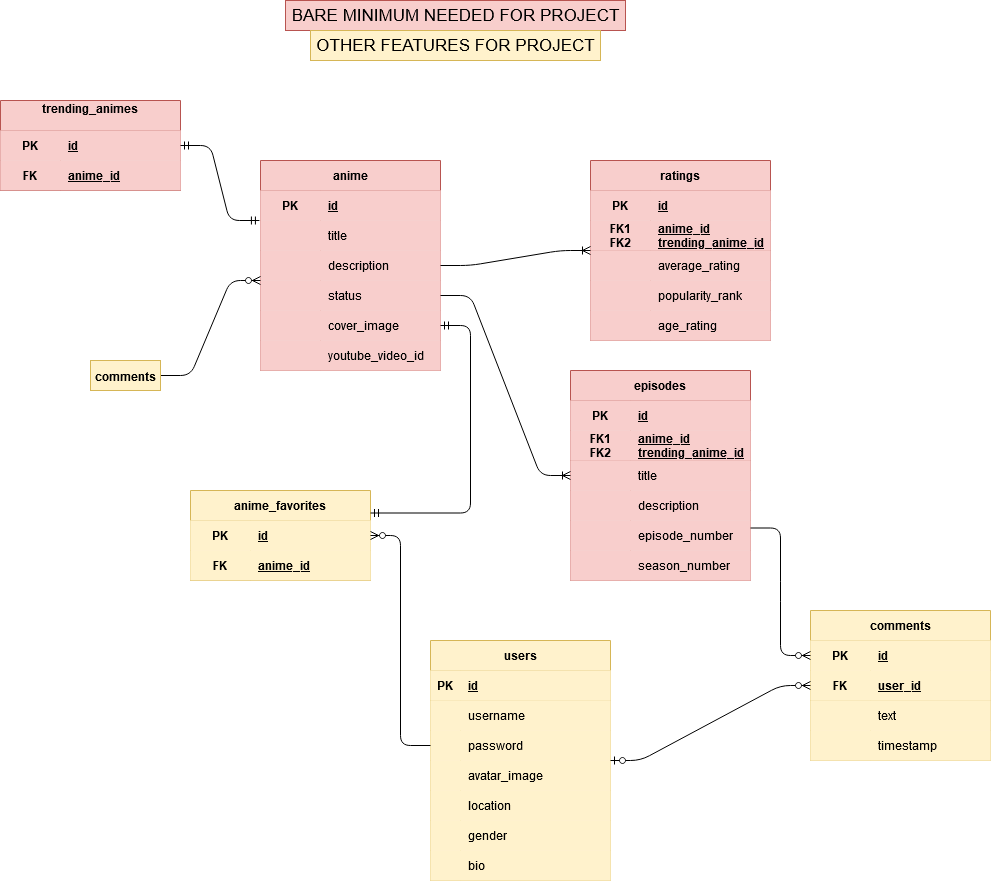 BARE MINIMUM NEEDED FOR PROJECT
OTHER FEATURES FOR PROJECT
trending_animes
PK id
FK anime_id
anime
PK id
title
description
status
cover_image
youtube_video_id
ratings
PK id
FK1 anime_id
FK2 trending_anime_id
average_rating
popularity_rank
age_rating
comments
episodes
PK id
FK1 anime_id
FK2 trending_anime_id
title
description
episode_number
season_number
anime_favorites
PK id
FK anime_id
users
PK id
username
password
avatar_image
location
gender
bio
comments
PK id
FK user_id
text
timestamp